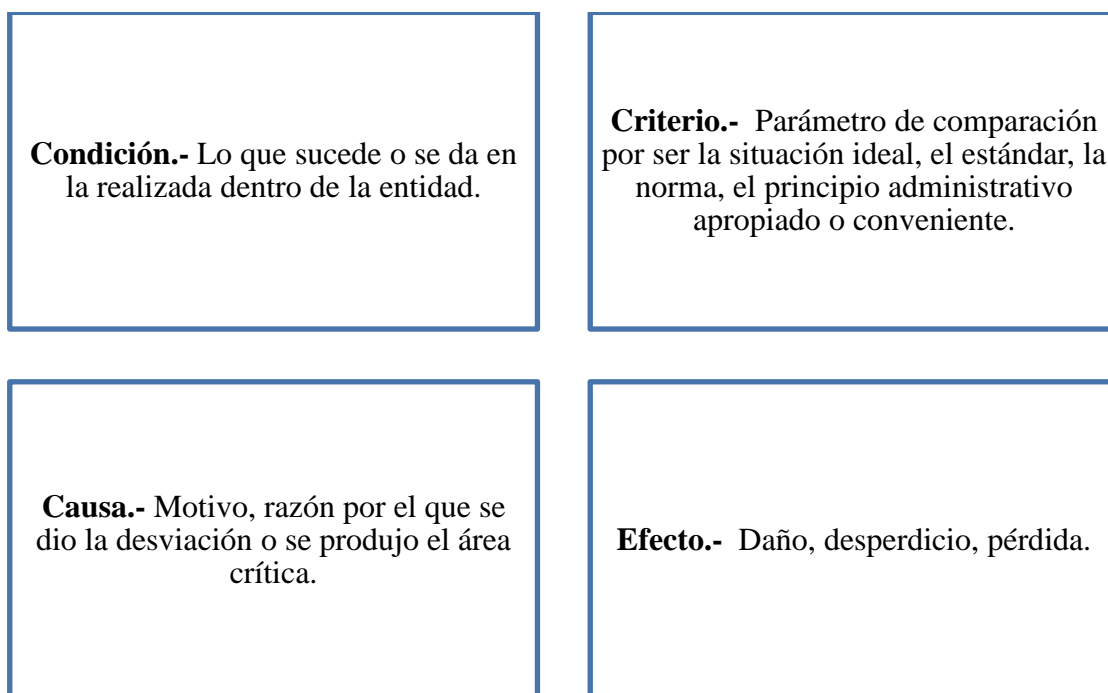 Condición.- Lo que sucede o se da en
la realizada dentro de la entidad.
Criterio.- Parámetro de comparación
por ser la situación ideal, el estándar, la
norma, el principio administrativo
apropiado o conveniente.
Causa.- Motivo, razón por el que se
dio la desviación o se produjo el área
crítica.
Efecto.- Daño, desperdicio, pérdida.